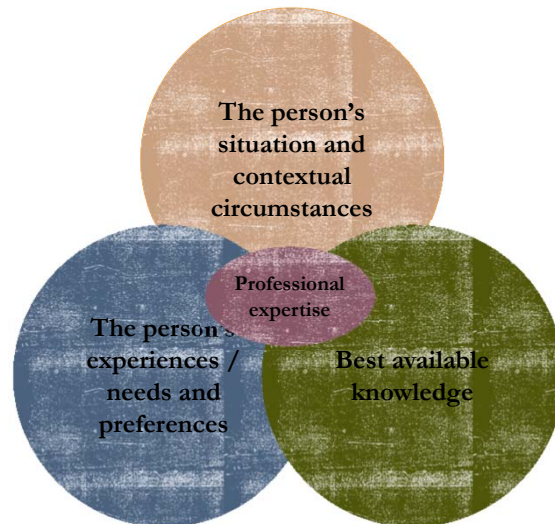 The person's
situation and
contextual
circumstances
Professional
expertise
The person's
experiences /
needs and
preferences
Best available
knowledge